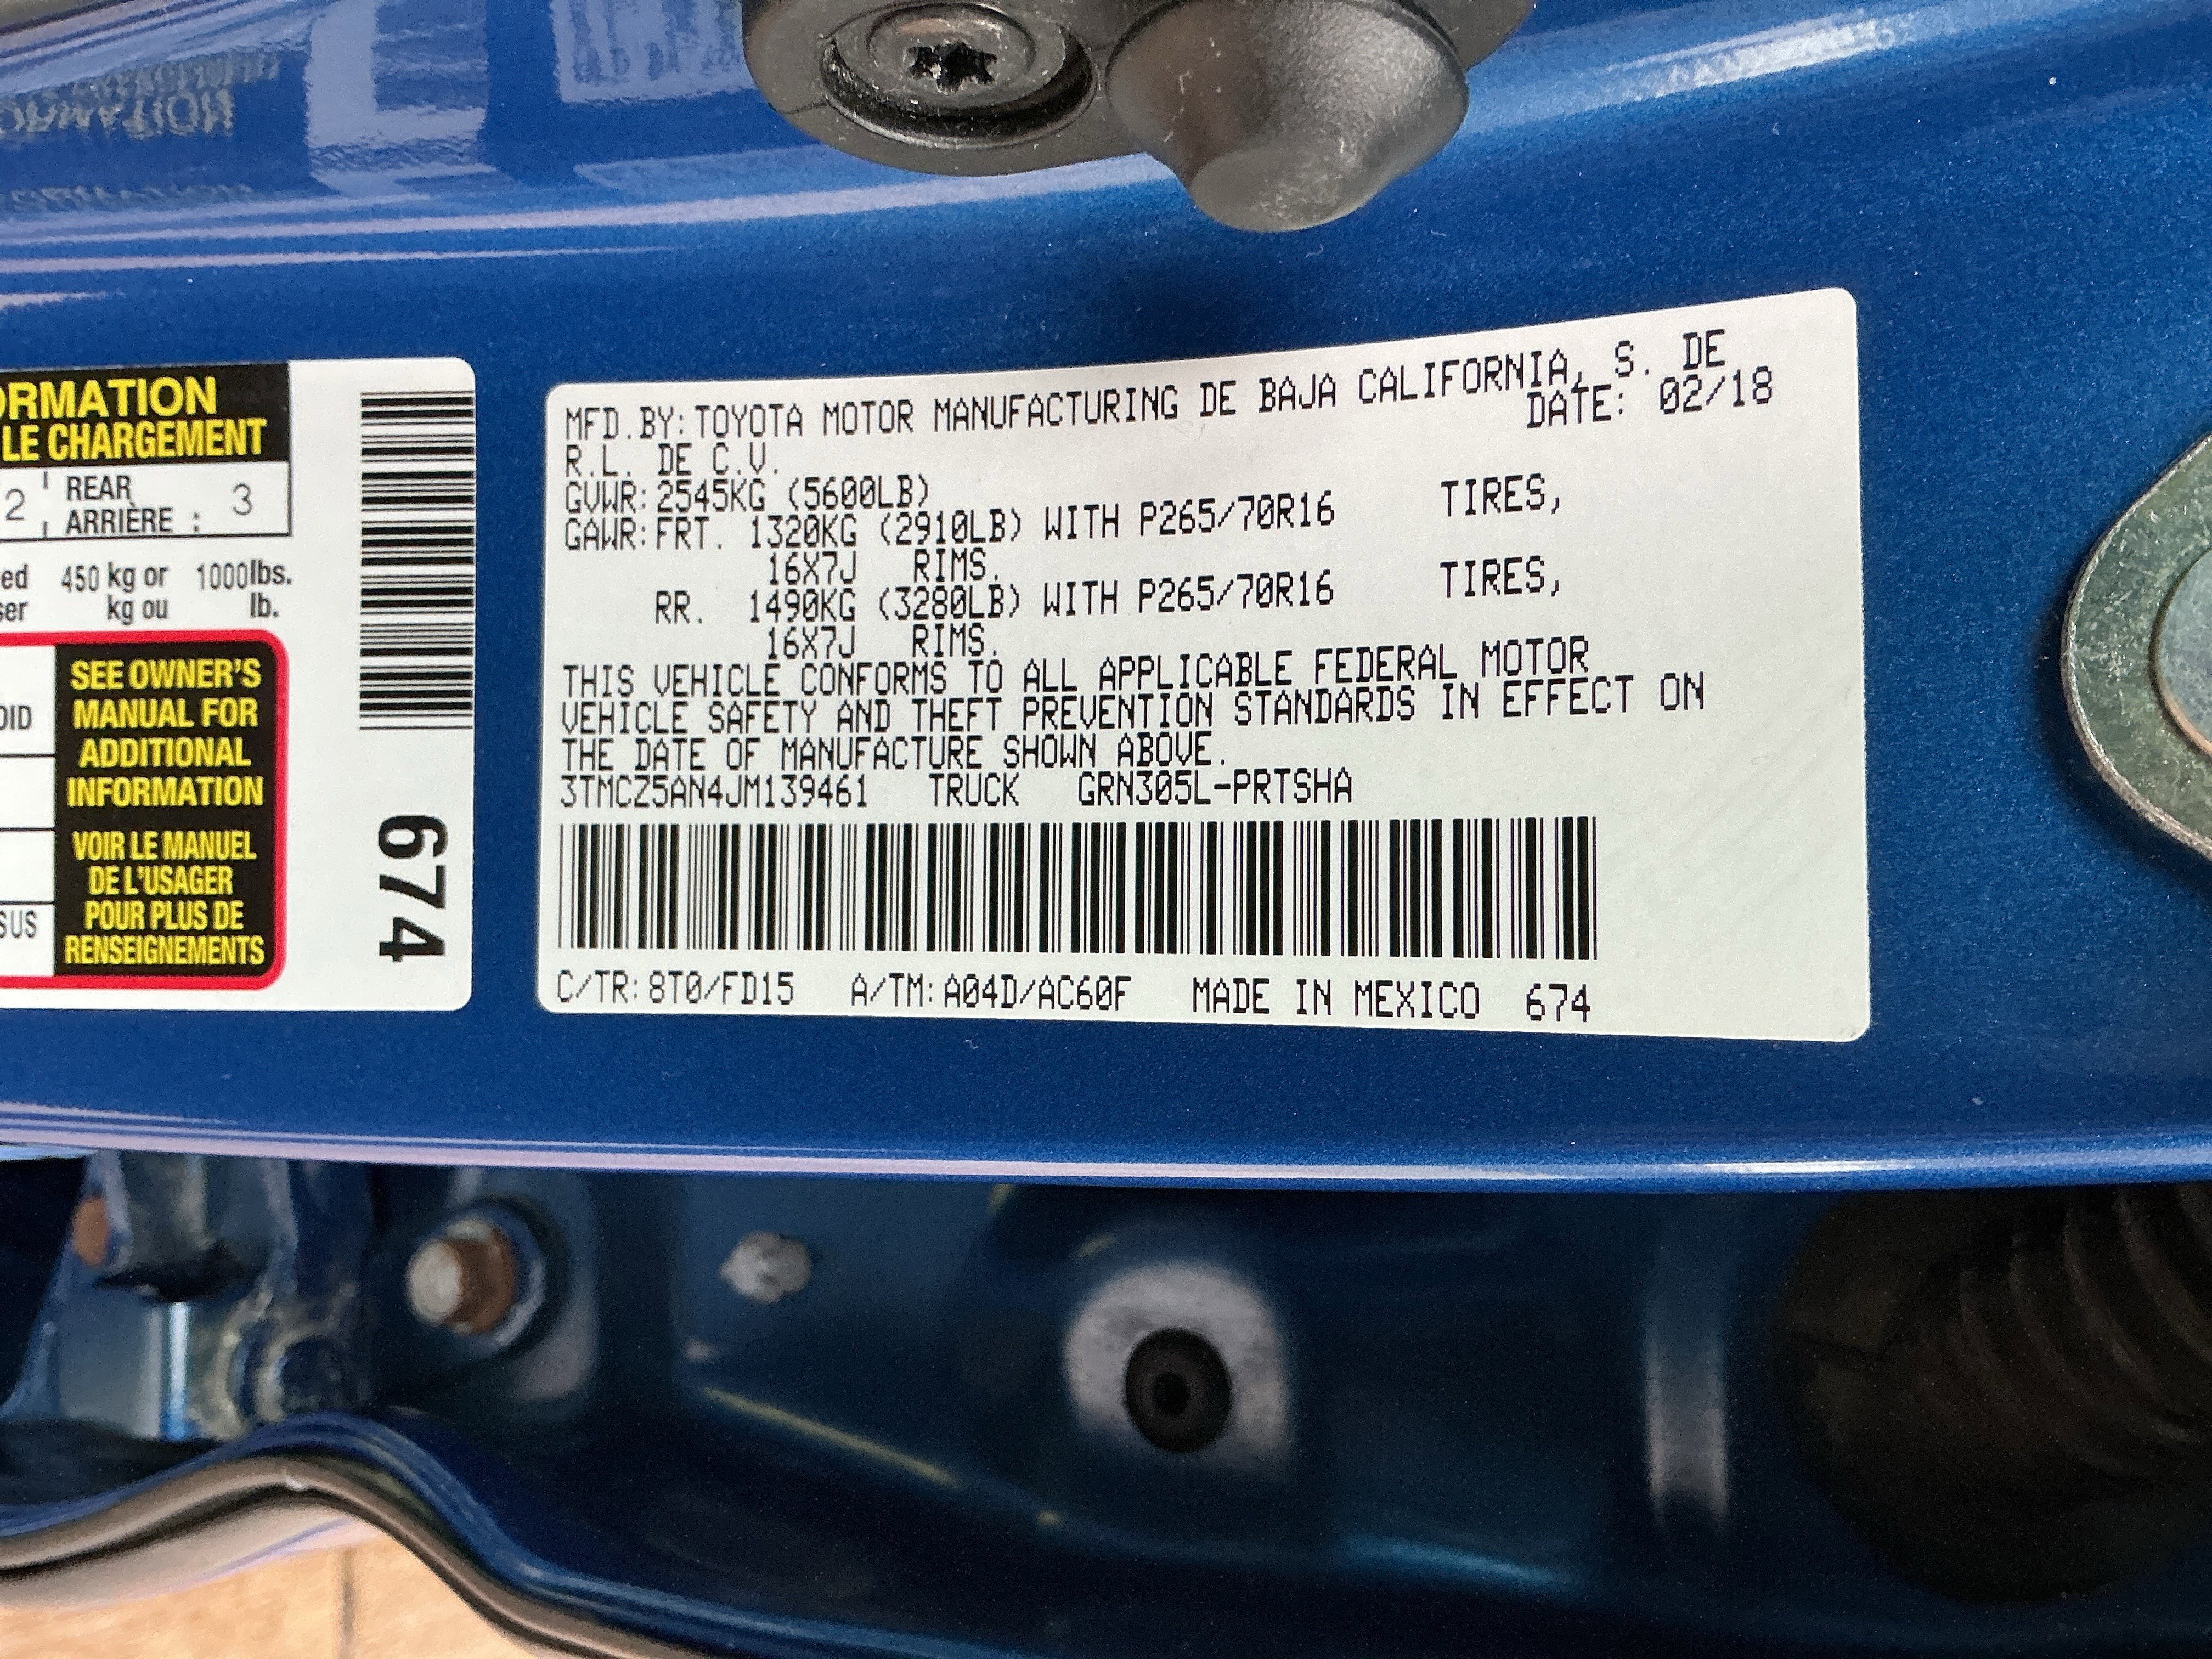 ORMATION
LE CHARGEMENT
2 REAR
ARRIÈRE : 3
450 kg or 1000lbs.
kg ou lb.
SEE OWNER'S
MANUAL FOR
ADDITIONAL
INFORMATION
VOIR LE MANUEL
DE L'USAGER
POUR PLUS DE
RENSEIGNEMENTS
674
MFD.BY:TOYOTA MOTOR MANUFACTURING DE BAJA CALIFORNIA, S. DE
R.L. DE C.V. DATE: 02/18
GVWR:2545KG (5600LB)
GAWR:FRT. 1320KG (2910LB) WITH P265/70R16 TIRES,
16X7J RIMS.
RR. 1490KG (3280LB) WITH P265/70R16 TIRES,
16X7J RIMS.
THIS VEHICLE CONFORMS TO ALL APPLICABLE FEDERAL MOTOR
VEHICLE SAFETY AND THEFT PREVENTION STANDARDS IN EFFECT ON
THE DATE OF MANUFACTURE SHOWN ABOVE.
3TMCZ5AN4JM139461 TRUCK GRN305L-PRTSHA
C/TR:8T0/FD15 A/TM:A04D/AC60F MADE IN MEXICO 674